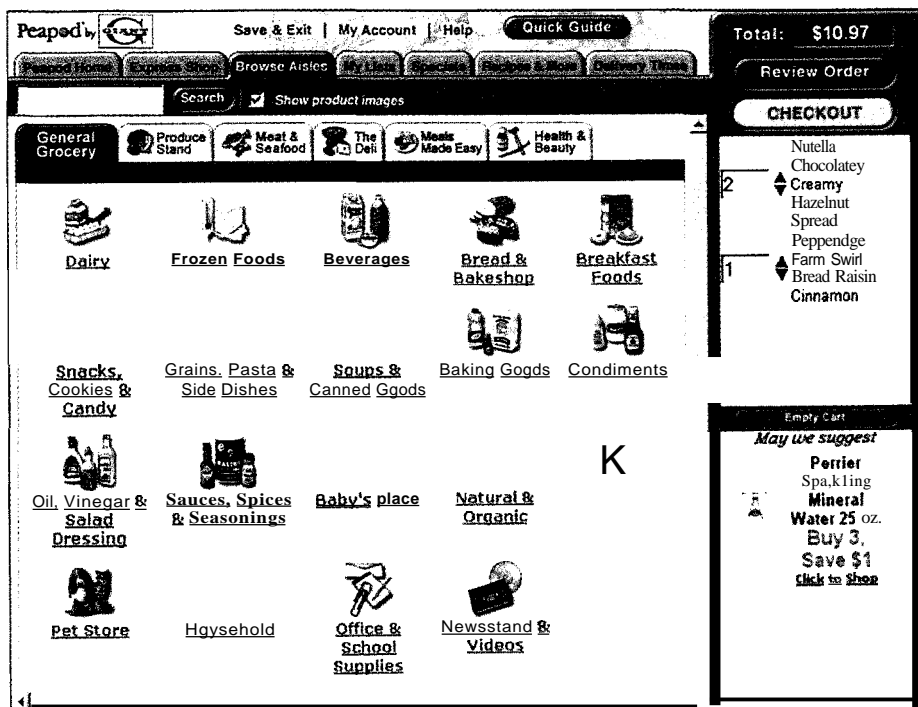 Peapod by
Save & Exit | My Account | Help
Quick Guide
Browse Aisles
Search
Show product images
General Grocery
Produce Stand
Meat & Seafood
The Deli
Meals Made Easy
Health & Beauty
Dairy
Frozen Foods
Beverages
Bread & Bakeshop
Breakfast Foods
Snacks, Cookies & Candy
Grains. Pasta & Side Dishes
Soups & Canned Ggods
Baking Gogds
Condiments
Oil, Vinegar & Salad Dressing
Sauces, Spices & Seasonings
Baby's place
Natural & Organic
K
Pet Store
Hgysehold
Office & School Supplies
Newsstand & Videos
Total: $10.97
Review Order
CHECKOUT
2
Nutella
Chocolatey
Creamy
Hazelnut
Spread
1
Peppendge
Farm Swirl
Bread Raisin
Cinnamon
Empty Cart
May we suggest
Perrier
Spa,k1ing
Mineral
Water 25 oz.
Buy 3,
Save $1
Click to Shop